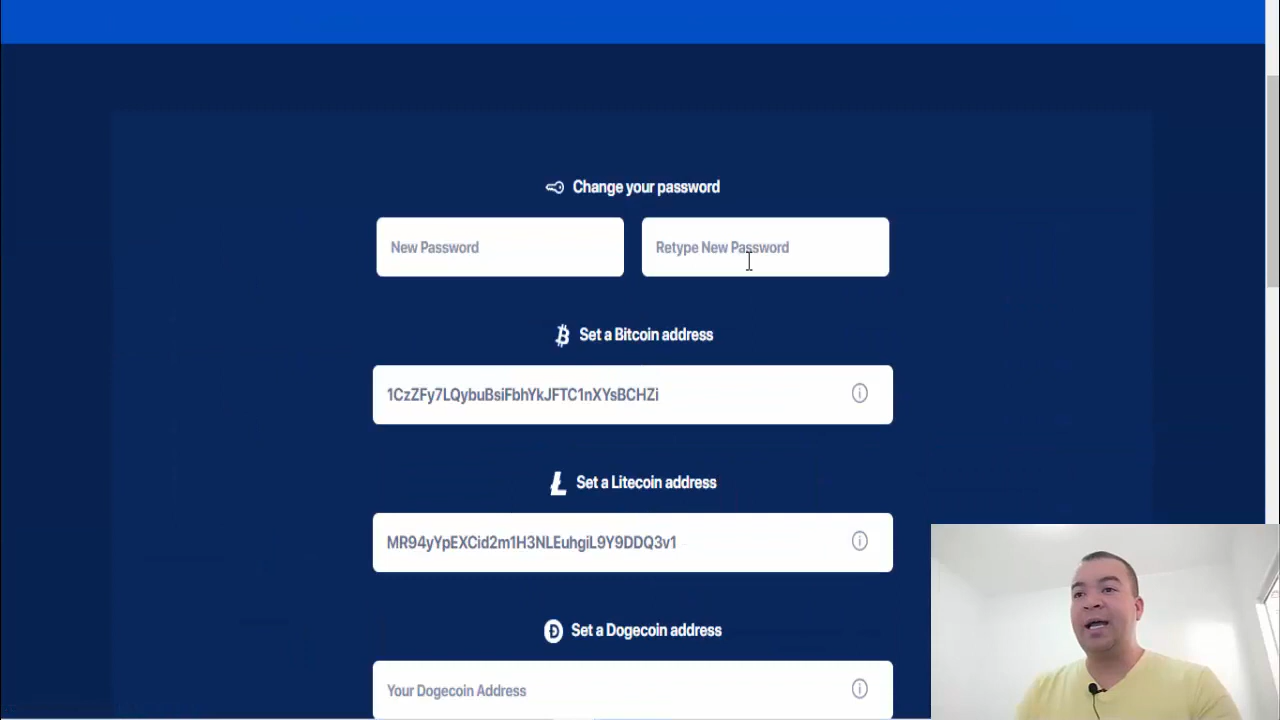 Change your password
New Password
Retype New Password
Set a Bitcoin address
1CzZFy7LQybuBsiFbhYkJFTC1nXYsBCHZi
Set a Litecoin address
MR94yYpEXCid2m1H3NLEuhgiL9Y9DDQ3v1
Set a Dogecoin address
Your Dogecoin Address